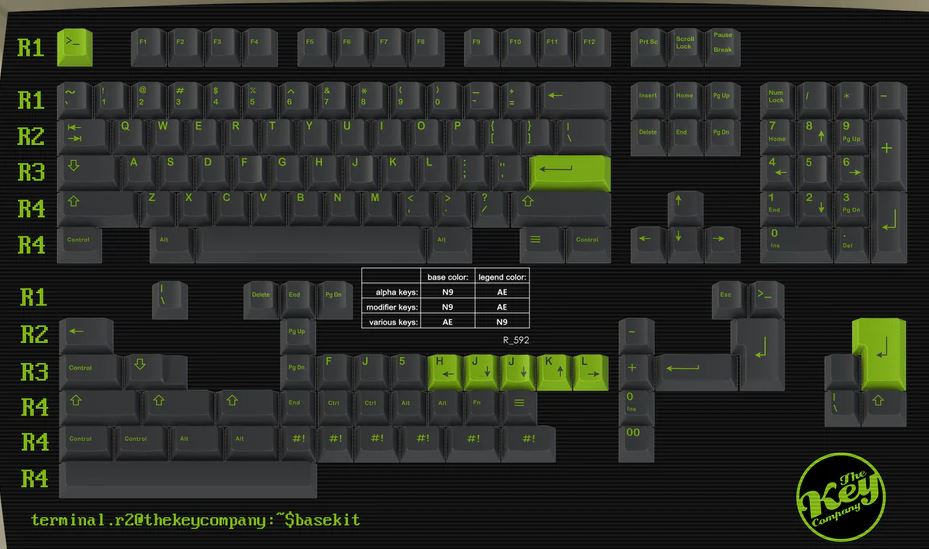 R1 >_ F1 F2 F3 F4 F5 F6 F7 F8 F9 F10 F11 F12 Prt Sc Scroll Lock Pause Break
R1 ~ ` ! 1 @ 2 # 3 $ 4 % 5 ^ 6 & 7 * 8 ( 9 ) 0 _ - + = ← Insert Home Pg Up Num Lock / * -
R2 Q W E R T Y U I O P { [ } ] | \ Delete End Pg Dn 7 Home 8 ↑ 9 Pg Up +
R3 A S D F G H J K L : ; " ' 4 ← 5 6 →
R4 ⇧ Z X C V B N M < , > . ? / ⇧ ↑ 1 End 2 ↓ 3 Pg Dn
R4 Control Alt Alt ☰ Control ← ↓ → 0 Ins . Del
base color: legend color:
alpha keys: N9 AE
modifier keys: N9 AE
various keys: AE N9
R_592
R1 | \ Delete End Pg Dn Esc >_
R2 ← Pg Up -
R3 Control Pg Dn F J 5 H ← J ↓ J ↓ K ↑ L → +
R4 ⇧ ⇧ ⇧ End Ctrl Ctrl Alt Alt Fn ☰ 0 Ins | \ ⇧
R4 Control Control Alt Alt #! #! #! #! #! #! 00
R4
terminal.r2@thekeycompany:~$basekit
The Key Company